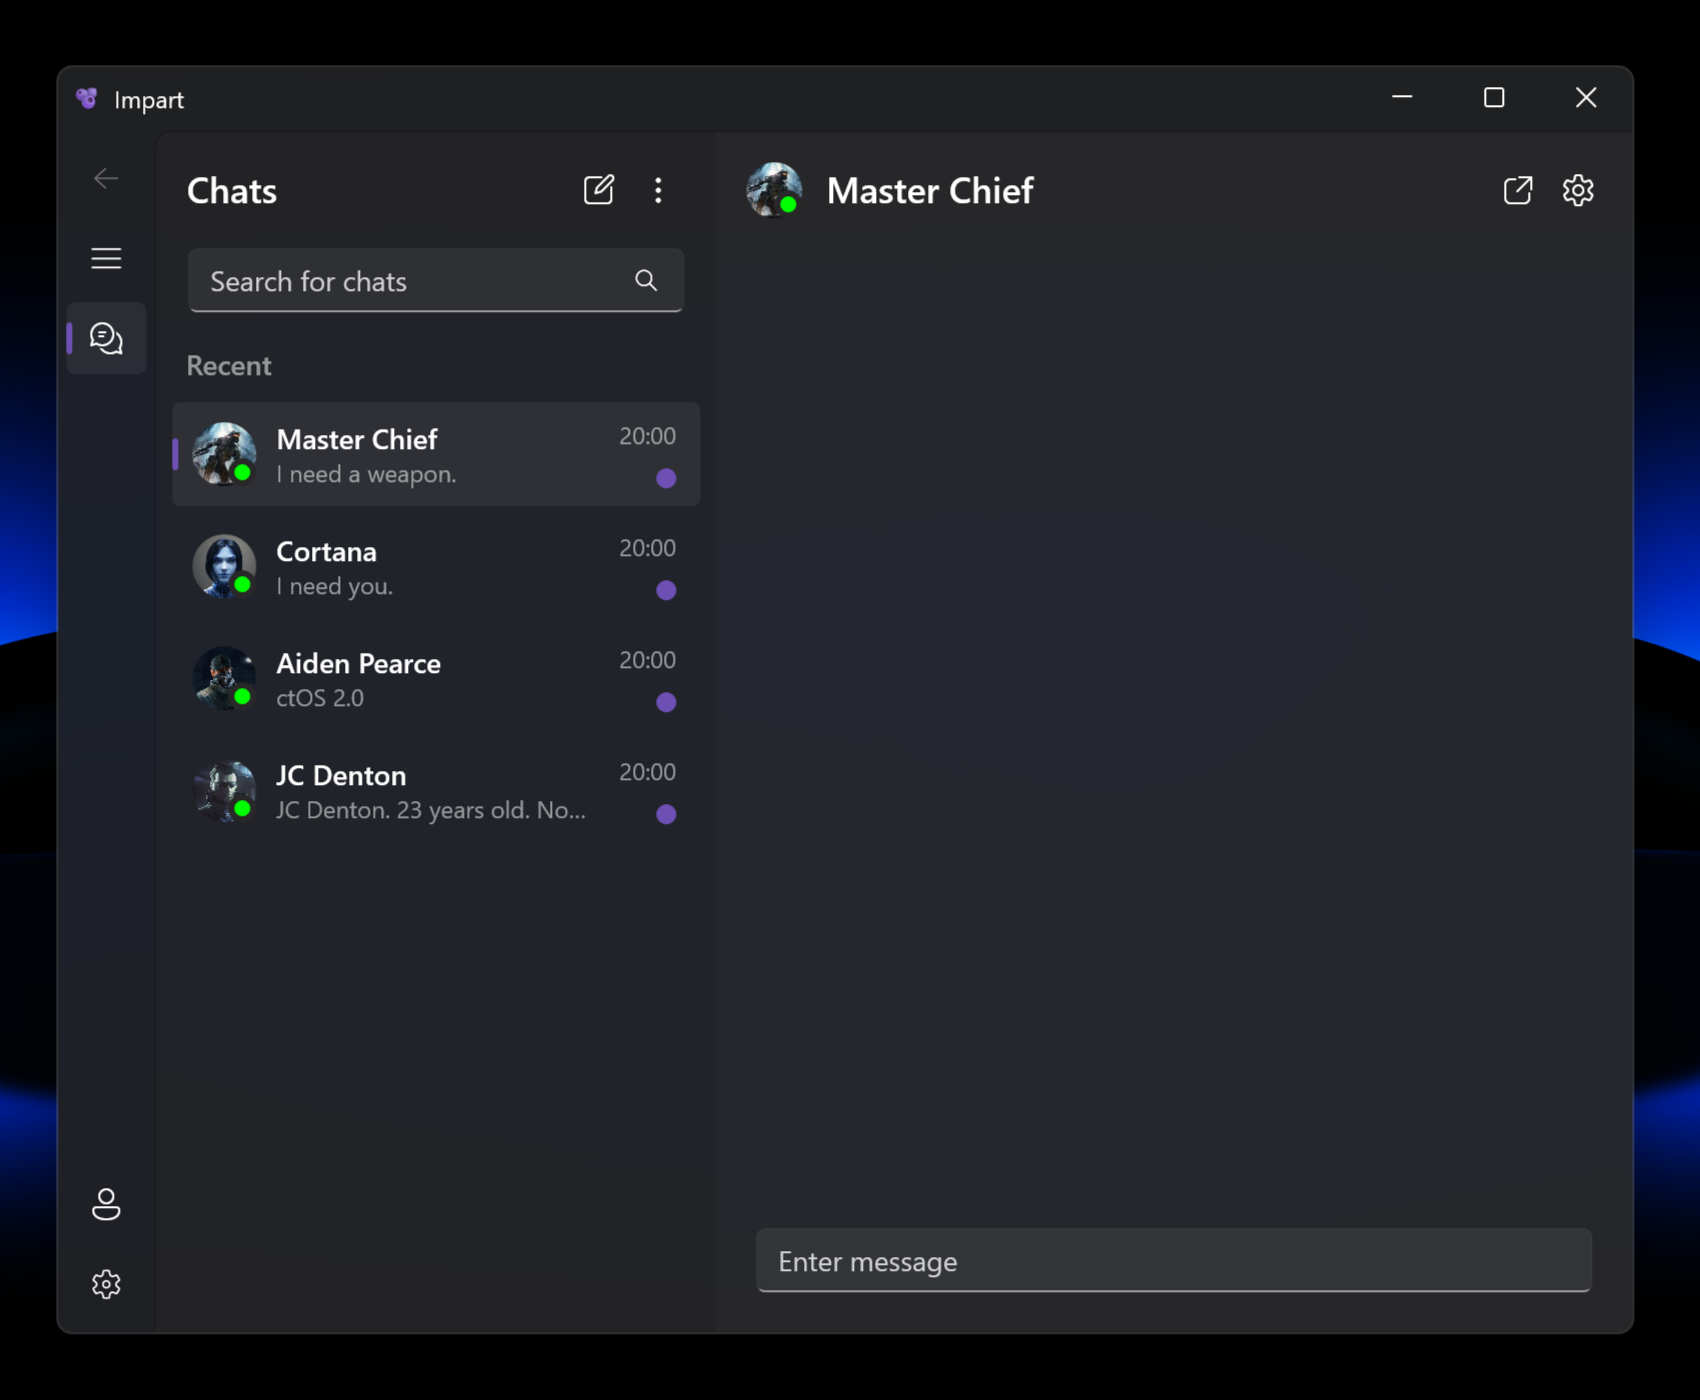 Impart
Chats
Master Chief
Search for chats
Recent
Master Chief
20:00
I need a weapon.
Cortana
20:00
I need you.
Aiden Pearce
20:00
ctOS 2.0
JC Denton
20:00
JC Denton. 23 years old. No...
Enter message